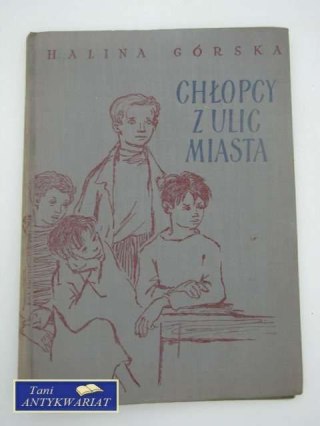 HALINA GÓRSKA
CHŁOPCY
Z ULIC
MIASTA
Tani
ANTYKWARIAT